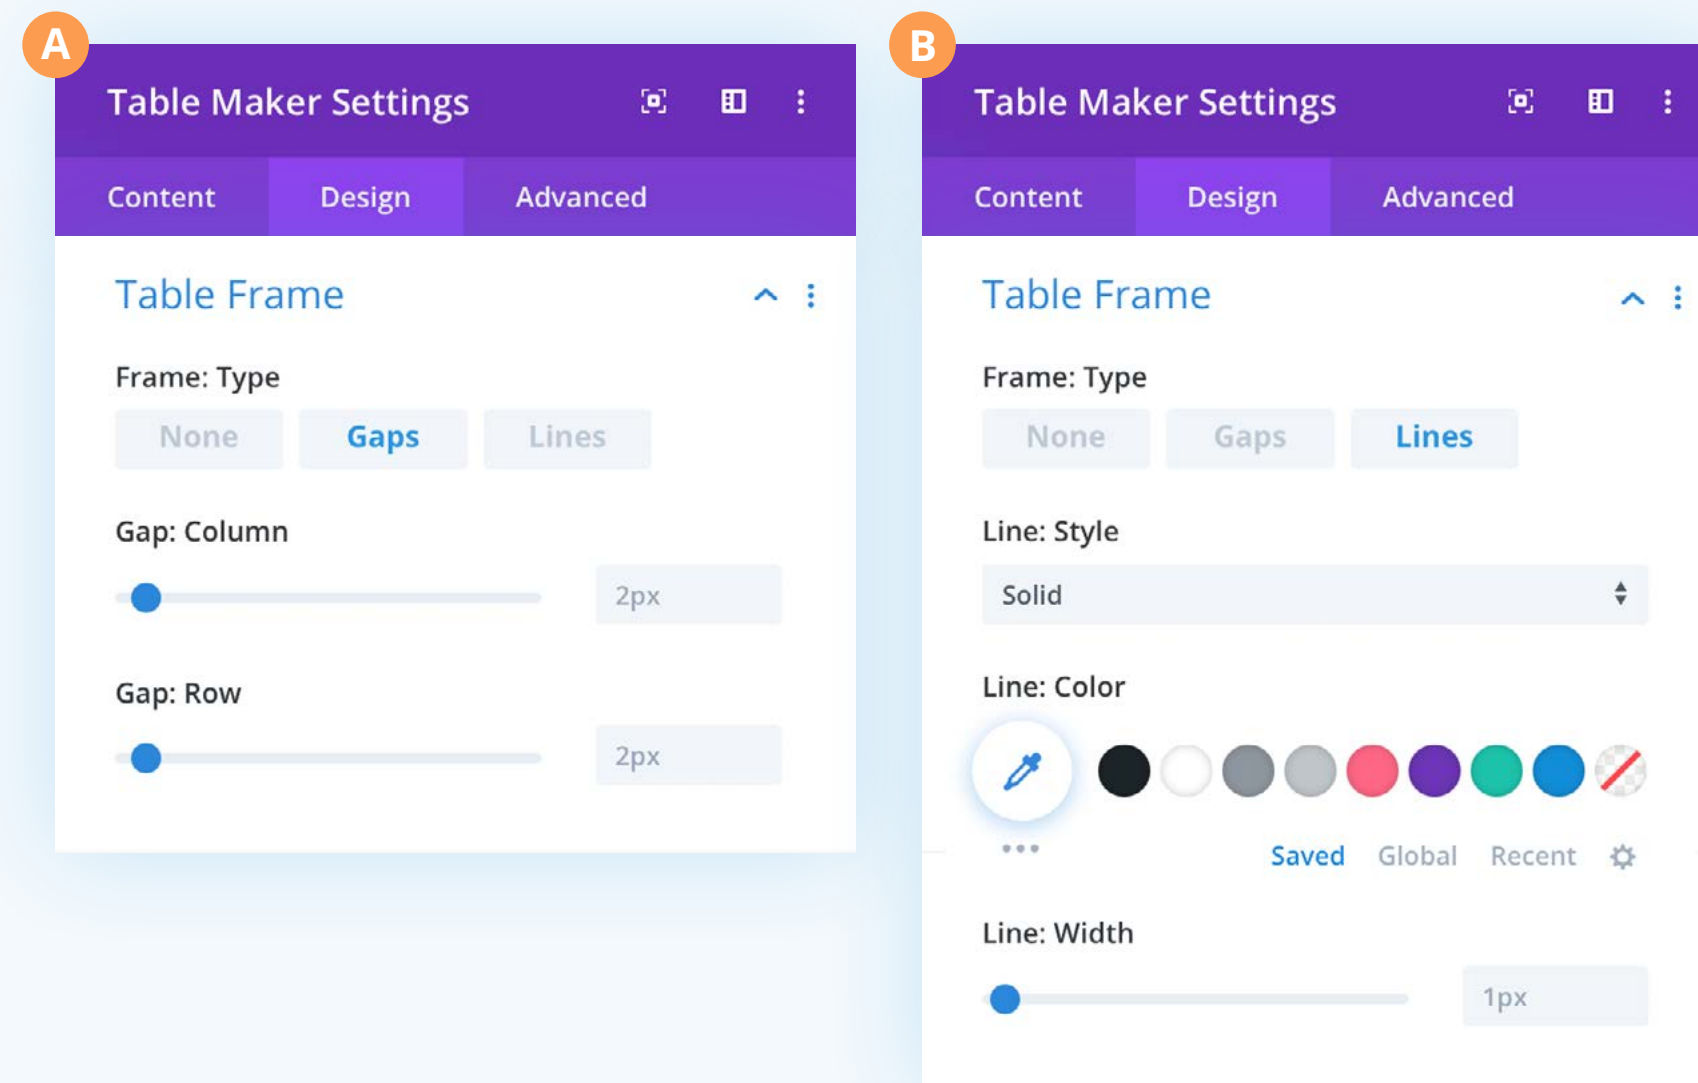 A
Table Maker Settings
Content Design Advanced
Table Frame
Frame: Type
None Gaps Lines
Gap: Column
2px
Gap: Row
2px
B
Table Maker Settings
Content Design Advanced
Table Frame
Frame: Type
None Gaps Lines
Line: Style
Solid
Line: Color
Saved Global Recent
Line: Width
1px